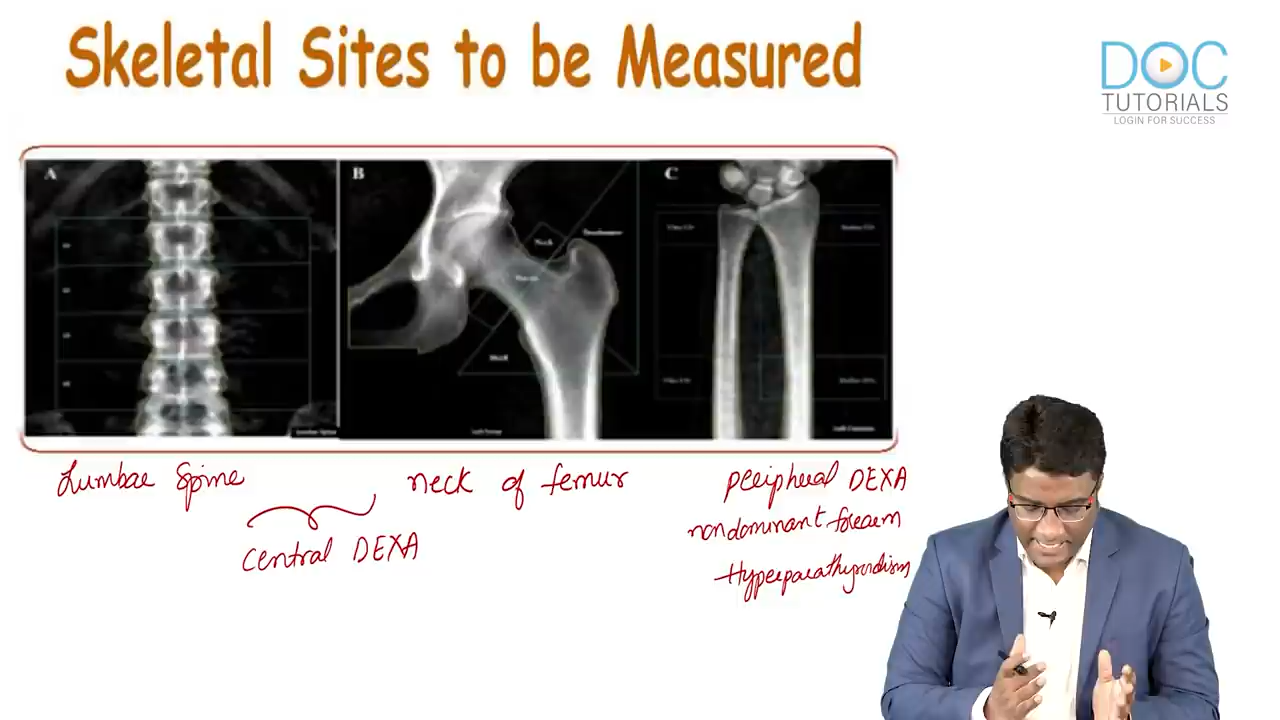 Skeletal Sites to be Measured
DOC
TUTORIALS
LOGIN FOR SUCCESS
A
B
C
Neck
Lumbar Spine
neck of femur
peripheral DEXA
central DEXA
nondominant forearm
Hyperparathyroidism